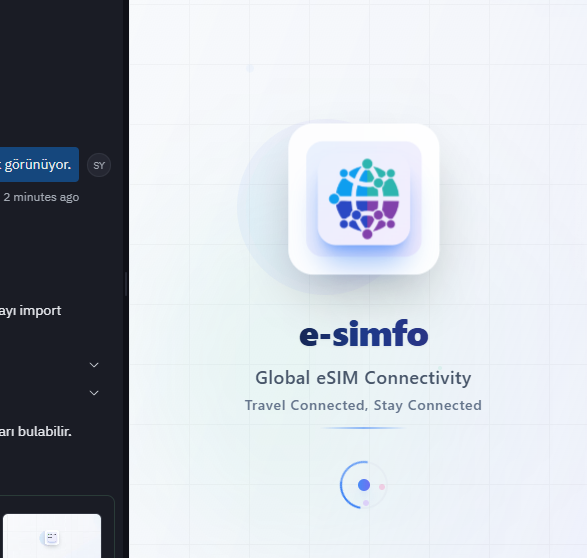 görünüyor.
SY
2 minutes ago
ayı import
arı bulabilir.
e-simfo
Global eSIM Connectivity
Travel Connected, Stay Connected